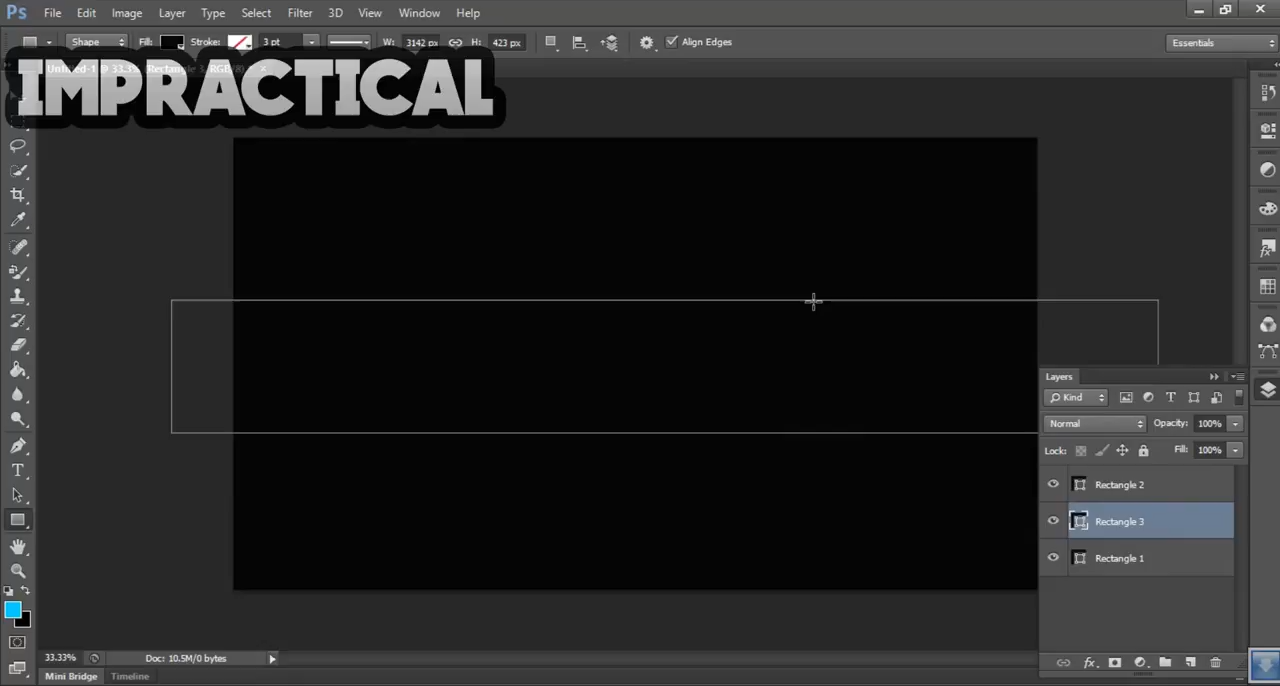 Ps File Edit Image Layer Type Select Filter 3D View Window Help
Shape Fill: Stroke: 3 pt W: 3142 px H: 423 px Align Edges Essentials
IMPRACTICAL
Layers
Kind
Normal Opacity: 100%
Lock: Fill: 100%
Rectangle 2
Rectangle 3
Rectangle 1
33.33% Doc: 10.5M/0 bytes
Mini Bridge Timeline